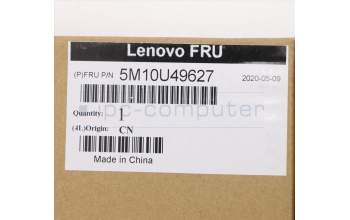 Lenovo FRU
(P)FRU P/N 5M10U49627
2020-05-09
ipc-computer
Quantity: 1
(4L)Origin: CN
Made in China